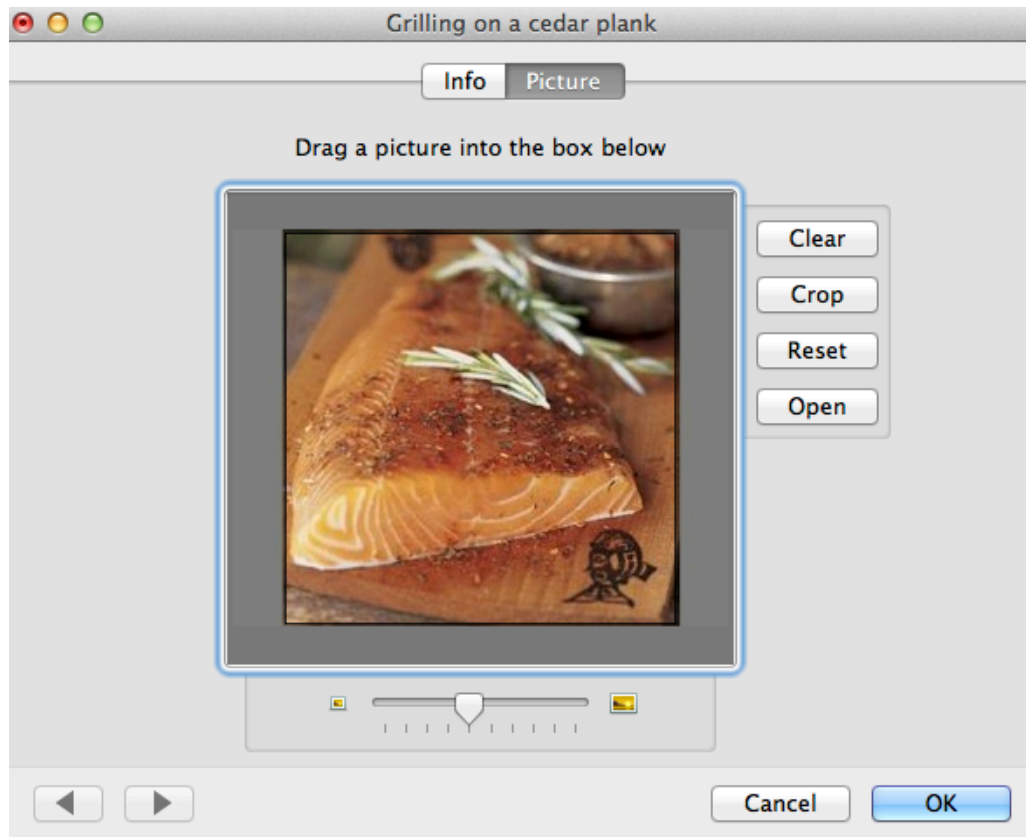 Grilling on a cedar plank
Info Picture
Drag a picture into the box below
Clear
Crop
Reset
Open
Cancel OK